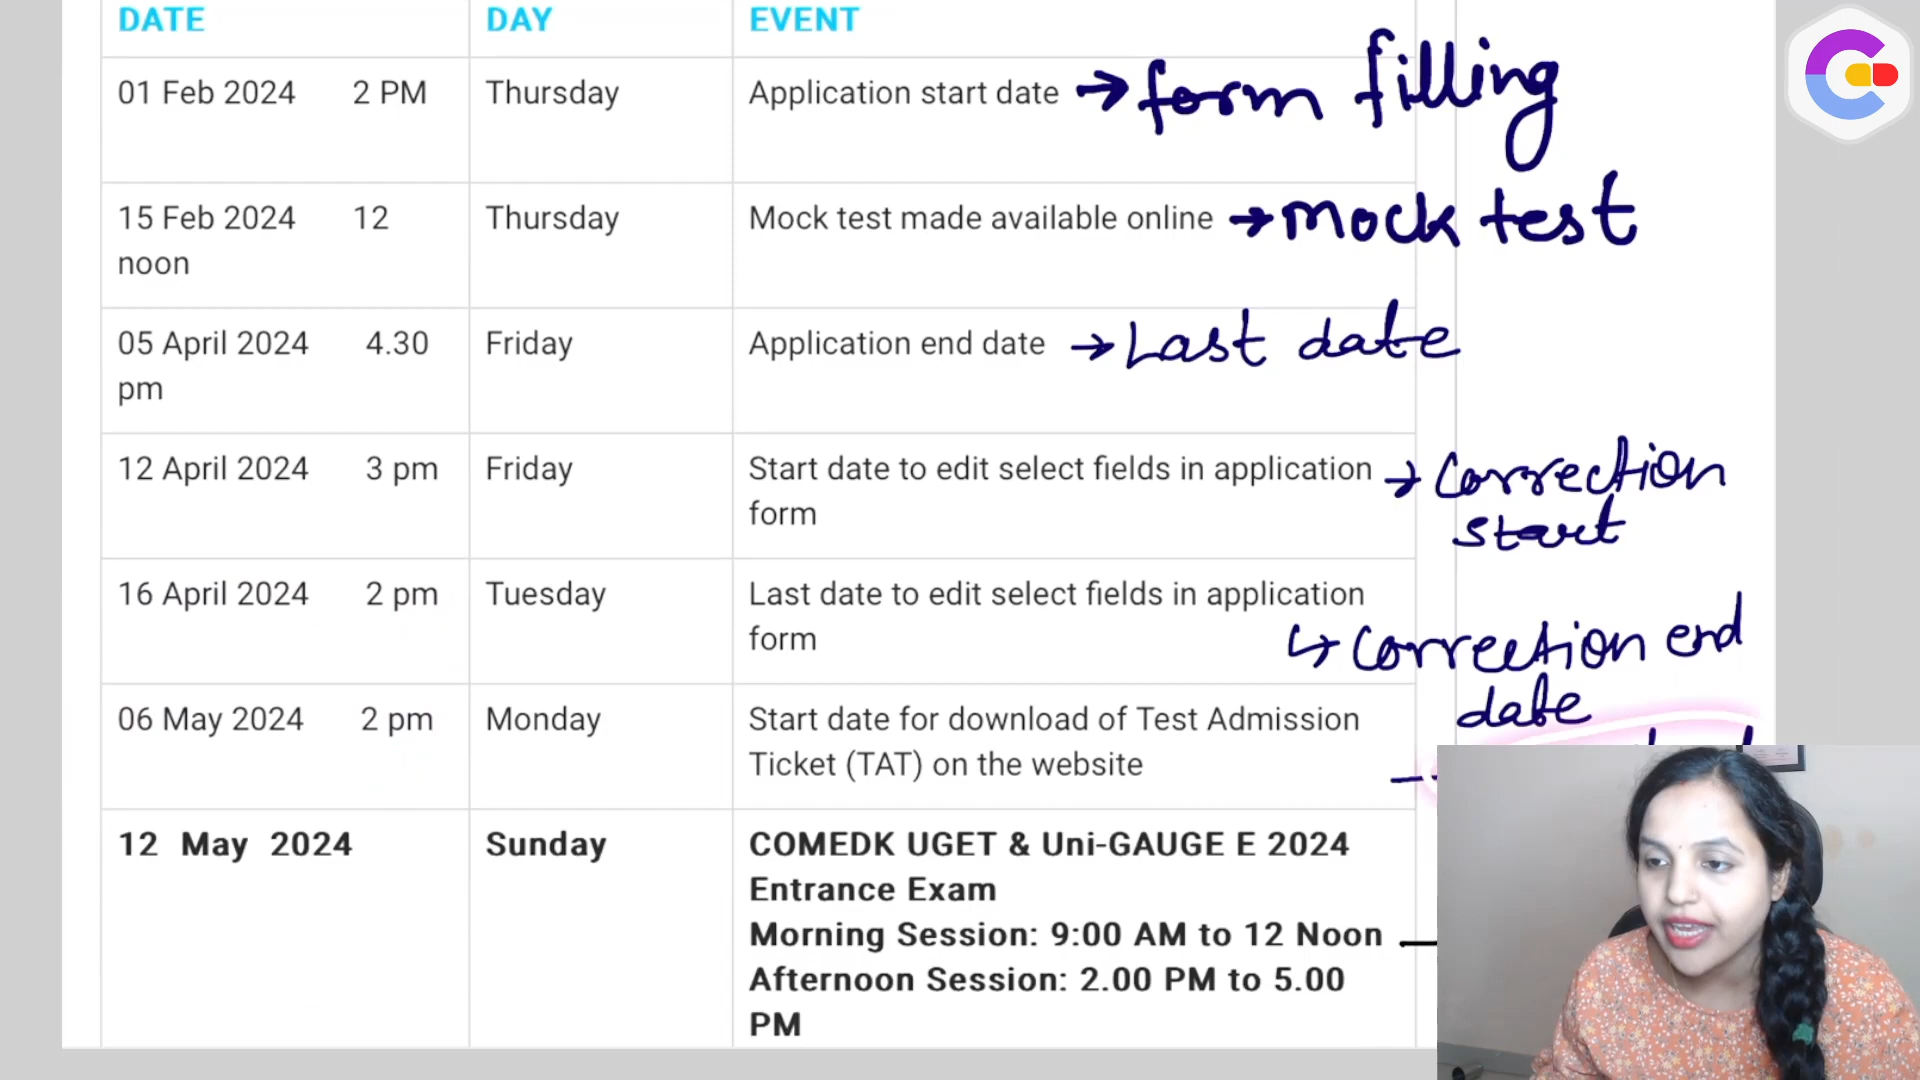 DATE DAY EVENT
01 Feb 2024 2 PM Thursday Application start date → form filling
15 Feb 2024 12 Thursday Mock test made available online → Mock test
noon
05 April 2024 4.30 Friday Application end date → Last date
pm
12 April 2024 3 pm Friday Start date to edit select fields in application → Correction
form start
16 April 2024 2 pm Tuesday Last date to edit select fields in application
form ↳ Correction end
date
06 May 2024 2 pm Monday Start date for download of Test Admission
Ticket (TAT) on the website
12 May 2024 Sunday COMEDK UGET & Uni-GAUGE E 2024
Entrance Exam
Morning Session: 9:00 AM to 12 Noon
Afternoon Session: 2.00 PM to 5.00
PM